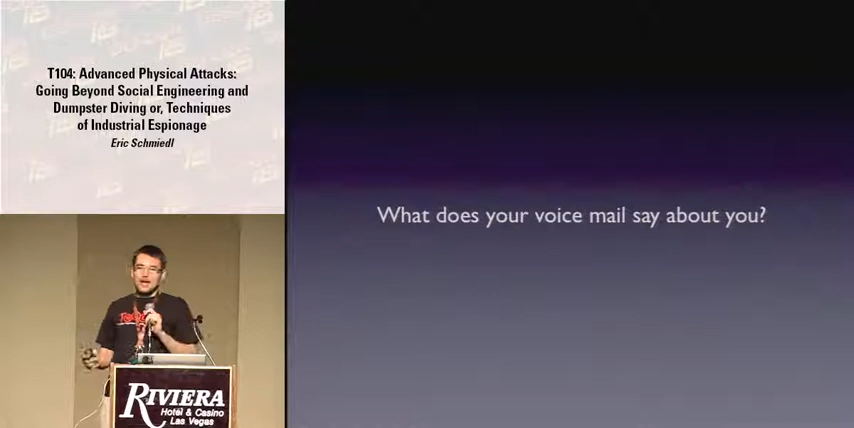 T104: Advanced Physical Attacks:
Going Beyond Social Engineering and
Dumpster Diving or, Techniques
of Industrial Espionage
Eric Schmiedl
What does your voice mail say about you?
RIVIERA
Hotel & Casino
Las Vegas